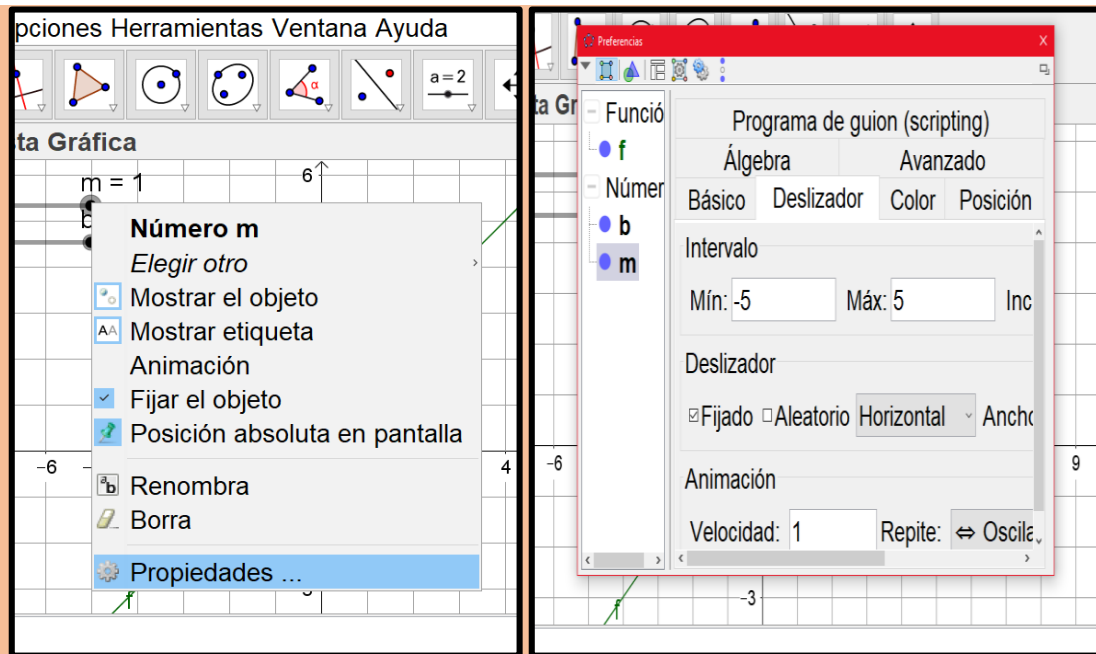 pciones Herramientas Ventana Ayuda
α
a = 2
ta Gráfica
m = 1
6
b
Número m
Elegir otro
Mostrar el objeto
AA Mostrar etiqueta
Animación
Fijar el objeto
Posición absoluta en pantalla
-6
4
ab Renombra
Borra
Propiedades ...
f
Preferencias
X
ta Gr
Funció
f
Númer
b
m
Programa de guion (scripting)
Álgebra Avanzado
Básico Deslizador Color Posición
Intervalo
Mín: -5 Máx: 5 Inc
Deslizador
Fijado Aleatorio Horizontal Ancho
Animación
Velocidad: 1 Repite: ⇔ Oscila
-6
9
-3
f